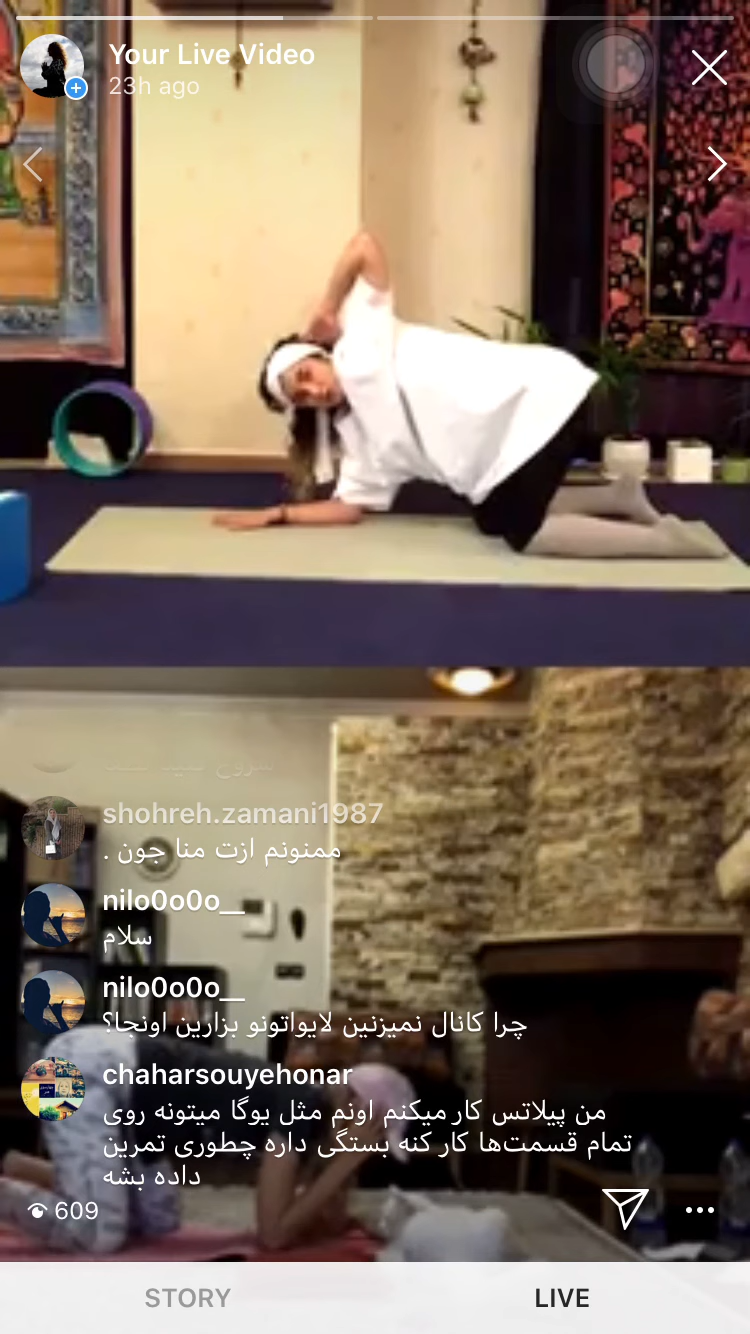 Your Live Video
23h ago
shohreh.zamani1987
ممنونم ازت منا جون .
nilo0o0o__
سلام
nilo0o0o__
چرا کانال نمیزنین لایواتونو بزارین اونجا؟
chaharsouyehonar
من پیلاتس کار میکنم اونم مثل یوگا میتونه روی
تمام قسمت‌ها کار کنه بستگی داره چطوری تمرین
داده بشه
609
STORY
LIVE